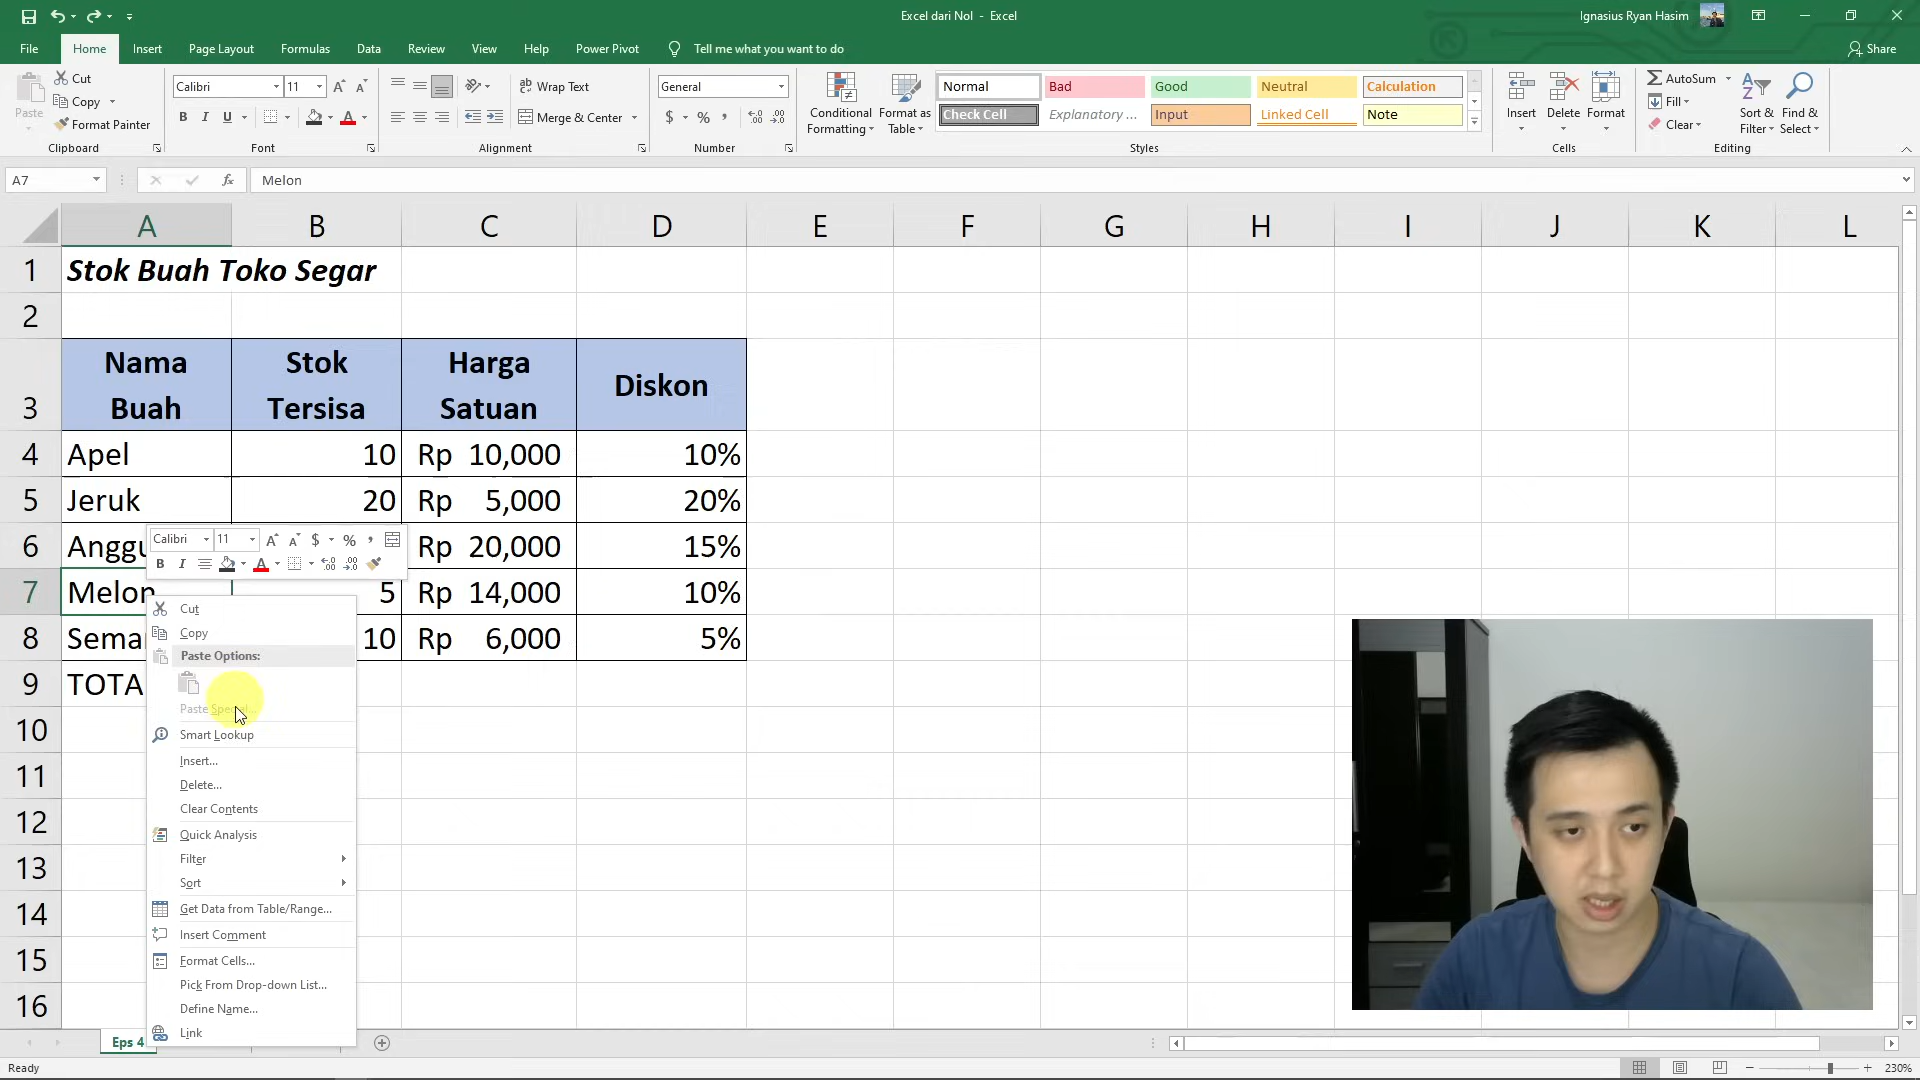 Excel dari Nol - Excel
Ignasius Ryan Hasim
File Home Insert Page Layout Formulas Data Review View Help Power Pivot Tell me what you want to do Share
Paste
Cut
Copy
Format Painter
Clipboard
Calibri 11
B I U
Font
Wrap Text
Merge & Center
Alignment
General
$ % ,
Number
Conditional
Formatting
Format as
Table
Normal Bad Good Neutral Calculation
Check Cell Explanatory ... Input Linked Cell Note
Styles
Insert Delete Format
Cells
AutoSum
Fill
Clear
Sort &
Filter
Find &
Select
Editing
A7 fx Melon
A B C D E F G H I J K L
1 Stok Buah Toko Segar
2
3 Nama Buah Stok Tersisa Harga Satuan Diskon
4 Apel 10 Rp 10,000 10%
5 Jeruk 20 Rp 5,000 20%
6 Anggu Rp 20,000 15%
7 Melon 5 Rp 14,000 10%
8 Sema 10 Rp 6,000 5%
9 TOTA
10
11
12
13
14
15
16
Calibri 11 $ % ,
B I A
Cut
Copy
Paste Options:
Paste Special...
Smart Lookup
Insert...
Delete...
Clear Contents
Quick Analysis
Filter
Sort
Get Data from Table/Range...
Insert Comment
Format Cells...
Pick From Drop-down List...
Define Name...
Link
Eps 4
Ready
230%